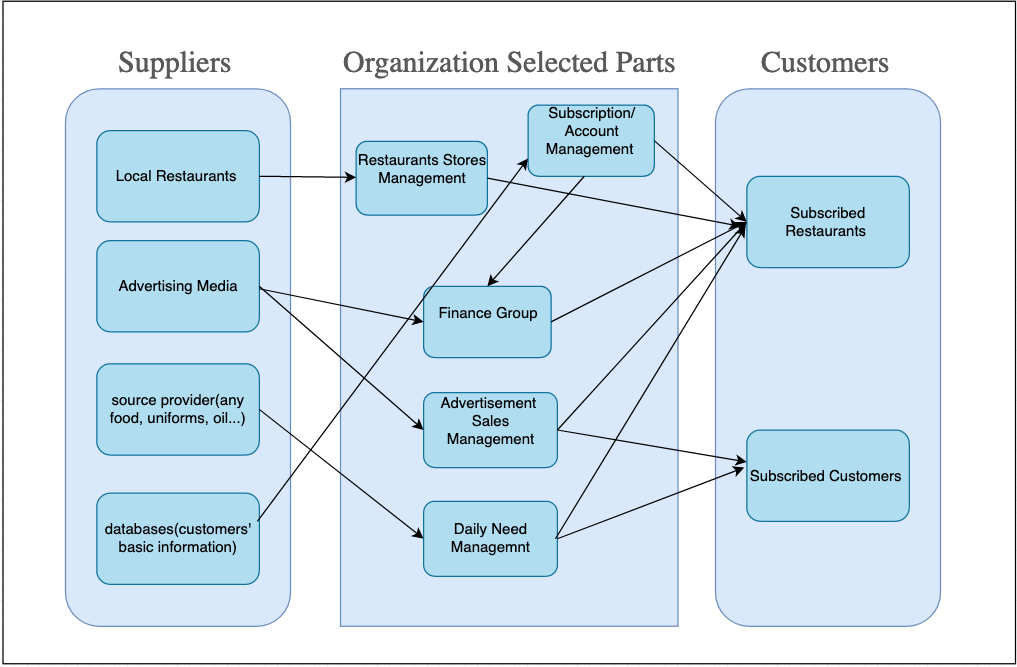 Suppliers
Organization Selected Parts
Customers
Local Restaurants
Advertising Media
source provider(any
food, uniforms, oil...)
databases(customers'
basic information)
Restaurants Stores
Management
Subscription/
Account
Management
Finance Group
Advertisement
Sales
Management
Daily Need
Managemnt
Subscribed
Restaurants
Subscribed Customers